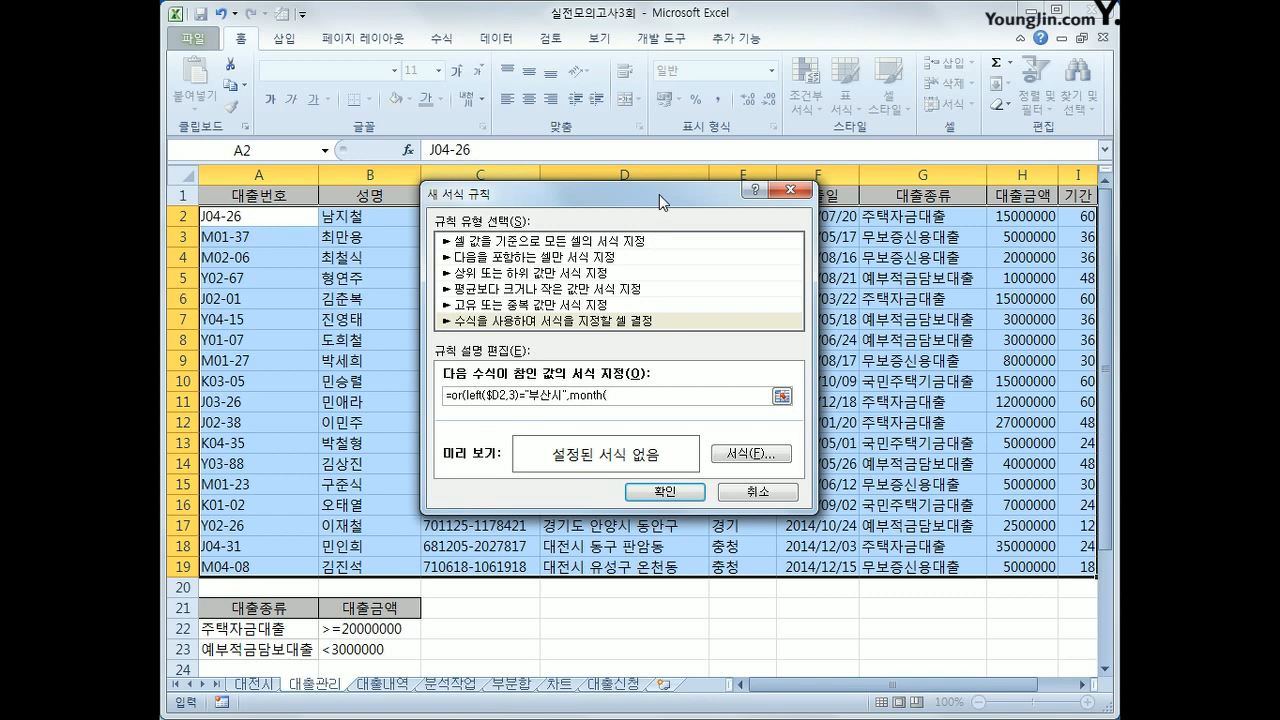 실전모의고사3회 - Microsoft Excel
YoungJin.com Y.
파일 홈 삽입 페이지 레이아웃 수식 데이터 검토 보기 개발 도구 추가 기능
붙여넣기
11
가 가 가
일반
조건부 서식
표 서식
셀 스타일
삽입
삭제
서식
정렬 및 필터
찾기 및 선택
클립보드 글꼴 맞춤 표시 형식 스타일 셀 편집
A2 fx J04-26
A B C D E F G H I
1 대출번호 성명 출일 대출종류 대출금액 기간
2 J04-26 남지철 /07/20 주택자금대출 15000000 60
3 M01-37 최만용 /05/17 무보증신용대출 5000000 36
4 M02-06 최철식 /08/16 무보증신용대출 2000000 36
5 Y02-67 형연주 /08/21 예부적금담보대출 1000000 48
6 J02-01 김춘복 /03/22 주택자금대출 15000000 60
7 Y04-15 진영태 /05/18 예부적금담보대출 3000000 36
8 Y01-07 도희철 /06/24 예부적금담보대출 3000000 36
9 M01-27 박세희 /08/17 무보증신용대출 8000000 30
10 K03-05 민승렬 /10/09 국민주택기금대출 15000000 60
11 J03-26 민애라 /12/18 주택자금대출 12000000 60
12 J02-38 이민주 /01/20 주택자금대출 27000000 48
13 K04-35 박철형 /05/01 국민주택기금대출 5000000 24
14 Y03-88 김상진 /05/26 예부적금담보대출 4000000 48
15 M01-23 구준식 /06/12 무보증신용대출 5000000 30
16 K01-02 오태열 /09/02 국민주택기금대출 7000000 24
17 Y02-26 이재철 701125-1178421 경기도 안양시 동안구 경기 2014/10/24 예부적금담보대출 2500000 12
18 J04-31 민인희 681205-2027817 대전시 동구 판암동 충청 2014/12/03 주택자금대출 35000000 24
19 M04-08 김진석 710618-1061918 대전시 유성구 온천동 충청 2014/12/15 무보증신용대출 5000000 18
20
21 대출종류 대출금액
22 주택자금대출 >=20000000
23 예부적금담보대출 <3000000
24
새 서식 규칙
규칙 유형 선택(S):
► 셀 값을 기준으로 모든 셀의 서식 지정
► 다음을 포함하는 셀만 서식 지정
► 상위 또는 하위 값만 서식 지정
► 평균보다 크거나 작은 값만 서식 지정
► 고유 또는 중복 값만 서식 지정
► 수식을 사용하여 서식을 지정할 셀 결정
규칙 설명 편집(E):
다음 수식이 참인 값의 서식 지정(O):
=or(left($D2,3)="부산시",month(
미리 보기: 설정된 서식 없음 서식(F)...
확인 취소
대전시 대출관리 대출내역 분석작업 부분합 차트 대출신청
입력 100%